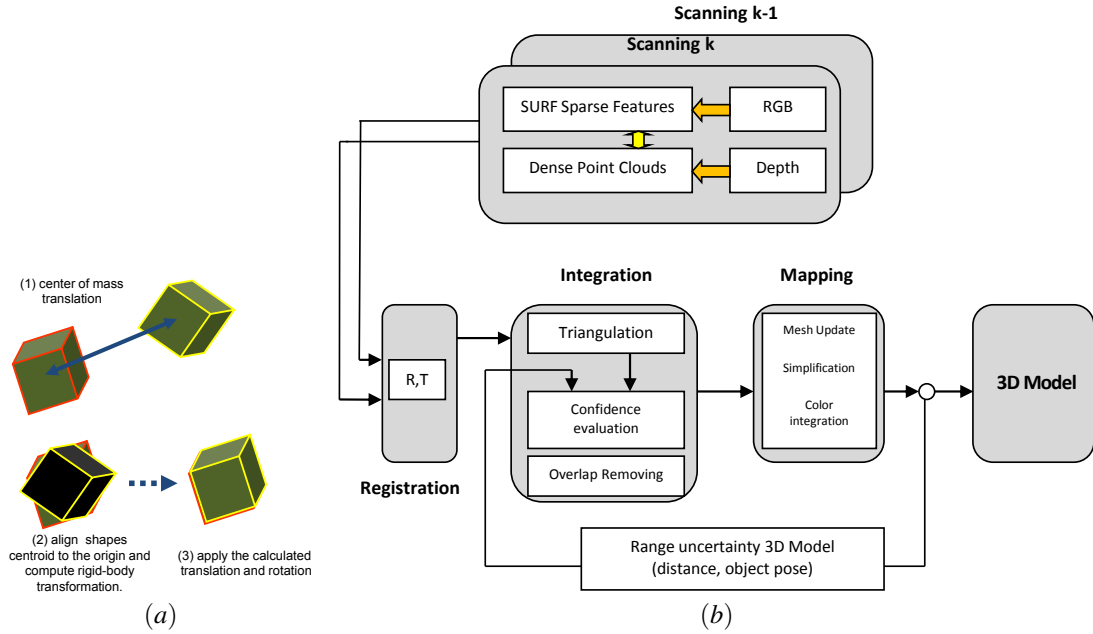 (1) center of mass
translation
(2) align shapes
centroid to the origin and
compute rigid-body
transformation.
(3) apply the calculated
translation and rotation
(a)
Scanning k-1
Scanning k
SURF Sparse Features
RGB
Dense Point Clouds
Depth
Integration
Mapping
Triangulation
Mesh Update
R,T
Simplification
3D Model
Confidence
evaluation
Color
integration
Overlap Removing
Registration
Range uncertainty 3D Model
(distance, object pose)
(b)